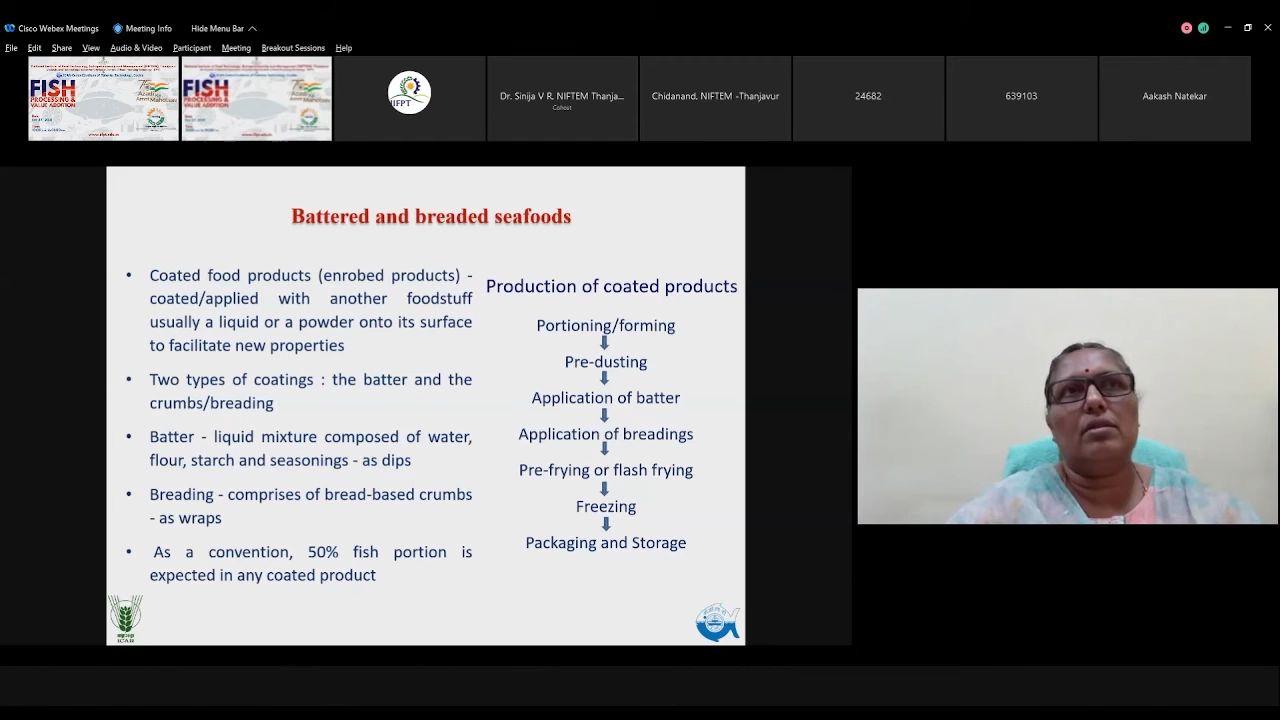 Cisco Webex Meetings
Meeting Info
Hide Menu Bar
File Edit Share View Audio & Video Participant Meeting Breakout Sessions Help
FISH
PROCESSING &
VALUE ADDITION
FISH
PROCESSING &
VALUE ADDITION
IIFPT
Dr. Sinija V R, NIFTEM Thanja...
Cohost
Chidanand, NIFTEM -Thanjavur
24682
639103
Aakash Natekar
Battered and breaded seafoods
• Coated food products (enrobed products) -
coated/applied with another foodstuff
usually a liquid or a powder onto its surface
to facilitate new properties
• Two types of coatings : the batter and the
crumbs/breading
• Batter - liquid mixture composed of water,
flour, starch and seasonings - as dips
• Breading - comprises of bread-based crumbs
- as wraps
• As a convention, 50% fish portion is
expected in any coated product
Production of coated products
Portioning/forming
Pre-dusting
Application of batter
Application of breadings
Pre-frying or flash frying
Freezing
Packaging and Storage
ICAR